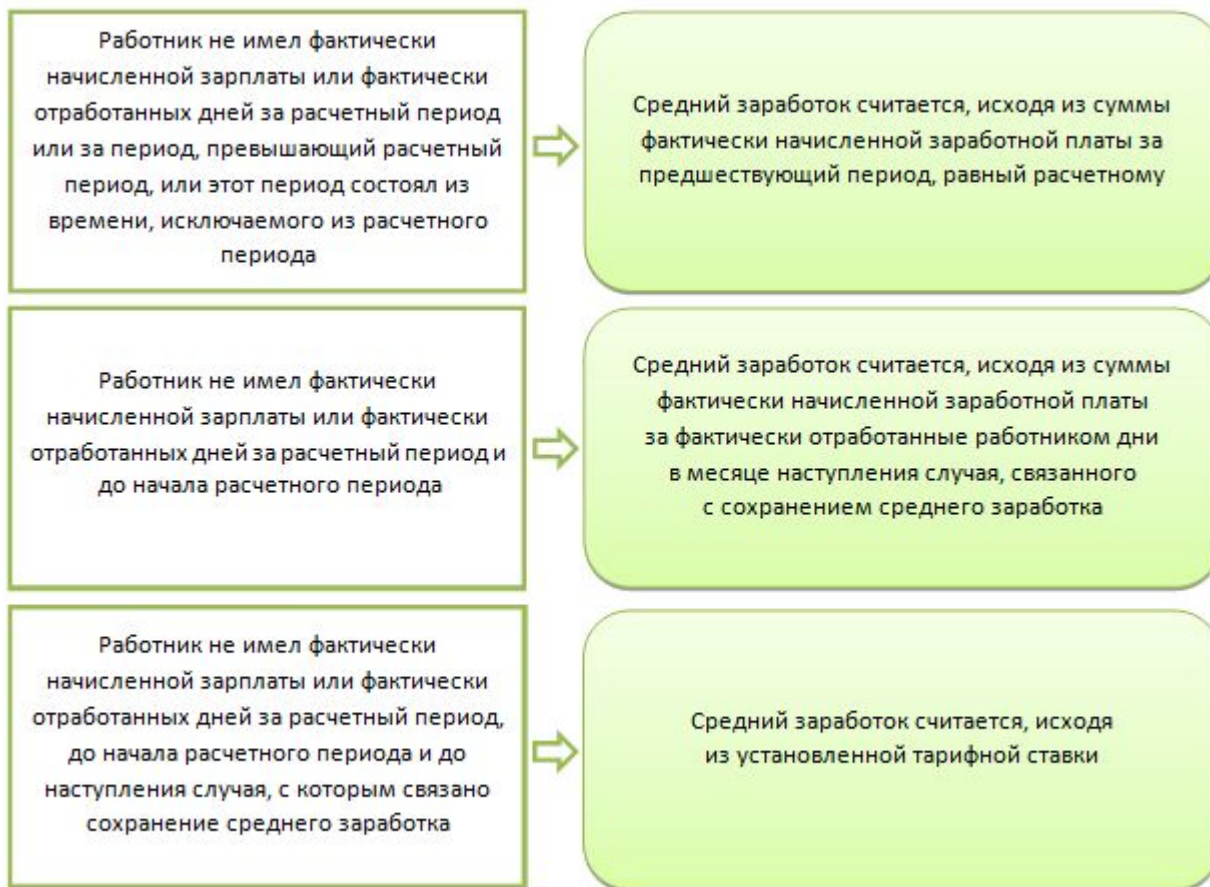 Работник не имел фактически
начисленной зарплаты или фактически
отработанных дней за расчетный период
или за период, превышающий расчетный
период, или этот период состоял из
времени, исключаемого из расчетного
периода
Средний заработок считается, исходя из суммы
фактически начисленной заработной платы за
предшествующий период, равный расчетному
Работник не имел фактически
начисленной зарплаты или фактически
отработанных дней за расчетный период и
до начала расчетного периода
Средний заработок считается, исходя из суммы
фактически начисленной заработной платы
за фактически отработанные работником дни
в месяце наступления случая, связанного
с сохранением среднего заработка
Работник не имел фактически
начисленной зарплаты или фактически
отработанных дней за расчетный период,
до начала расчетного периода и до
наступления случая, с которым связано
сохранение среднего заработка
Средний заработок считается, исходя
из установленной тарифной ставки